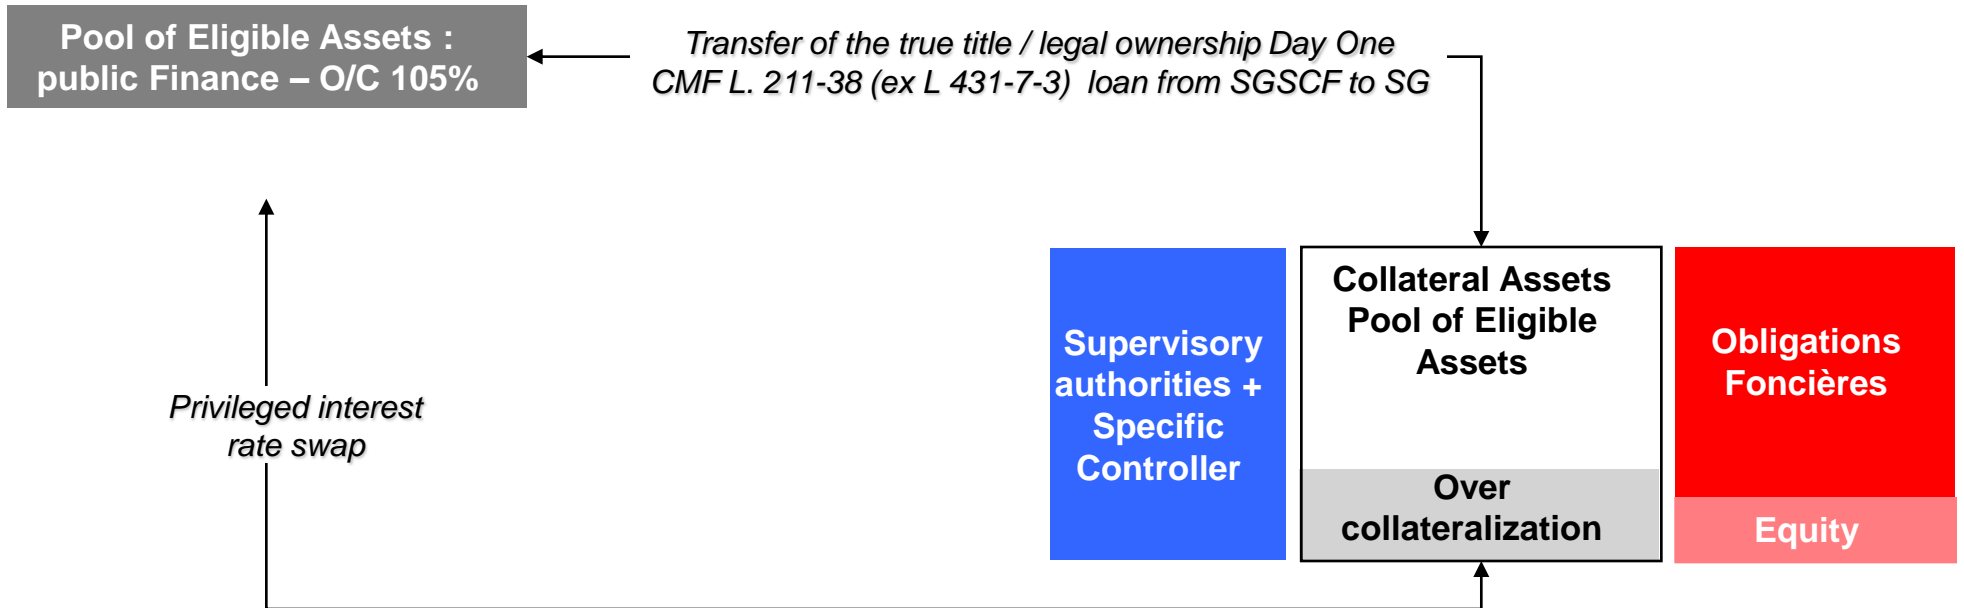 Pool of Eligible Assets :
public Finance – O/C 105%
Transfer of the true title / legal ownership Day One
CMF L. 211-38 (ex L 431-7-3) loan from SGSCF to SG
Privileged interest
rate swap
Supervisory
authorities +
Specific
Controller
Collateral Assets
Pool of Eligible
Assets
Over
collateralization
Obligations
Foncières
Equity